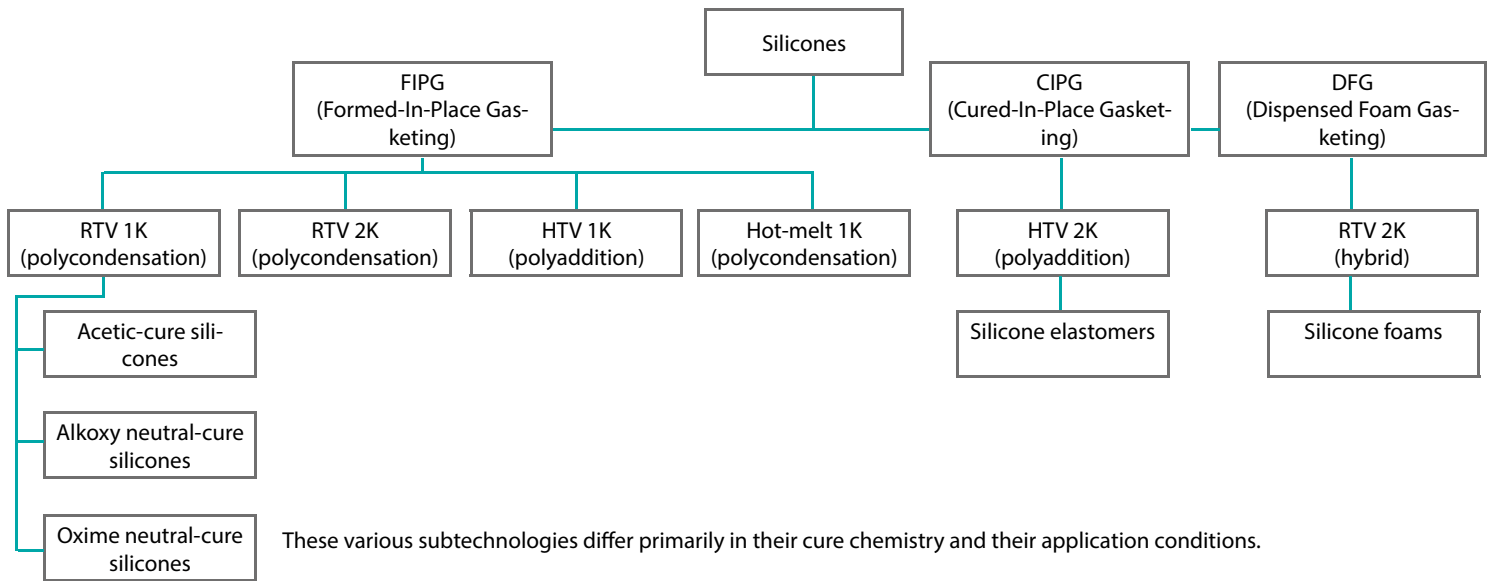 Silicones
FIPG
(Formed-In-Place Gas-
keting)
CIPG
(Cured-In-Place Gasket-
ing)
DFG
(Dispensed Foam Gas-
keting)
RTV 1K
(polycondensation)
RTV 2K
(polycondensation)
HTV 1K
(polyaddition)
Hot-melt 1K
(polycondensation)
HTV 2K
(polyaddition)
RTV 2K
(hybrid)
Acetic-cure sili-
cones
Silicone elastomers
Silicone foams
Alkoxy neutral-cure
silicones
Oxime neutral-cure
silicones
These various subtechnologies differ primarily in their cure chemistry and their application conditions.